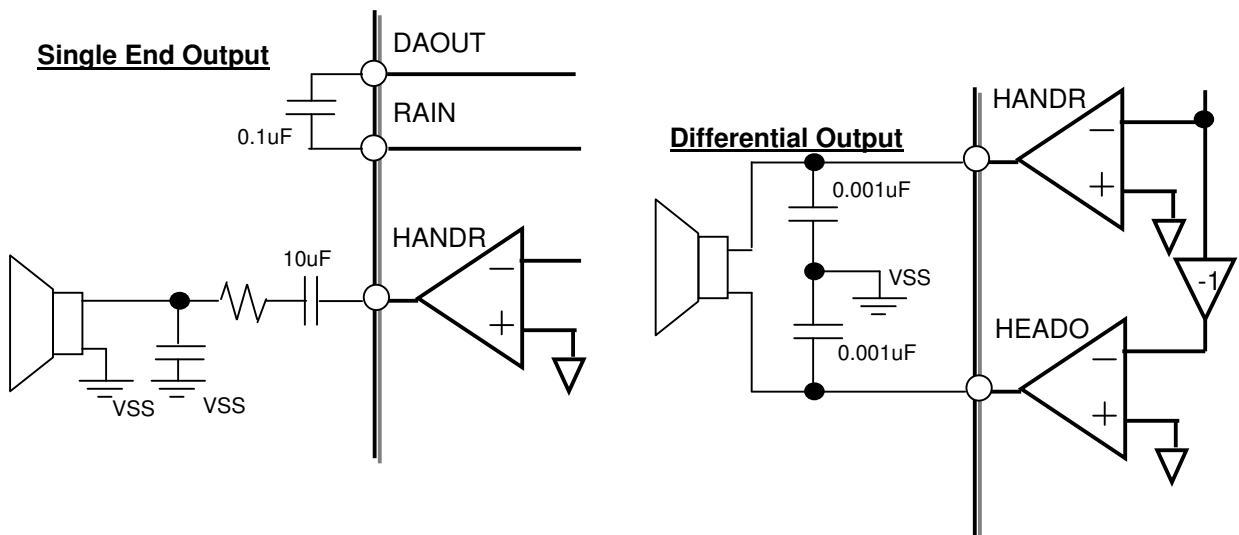 Single End Output
DAOUT
RAIN
0.1uF
HANDR
10uF
−
+
VSS
VSS
Differential Output
HANDR
−
+
0.001uF
VSS
-1
HEADO
0.001uF
−
+